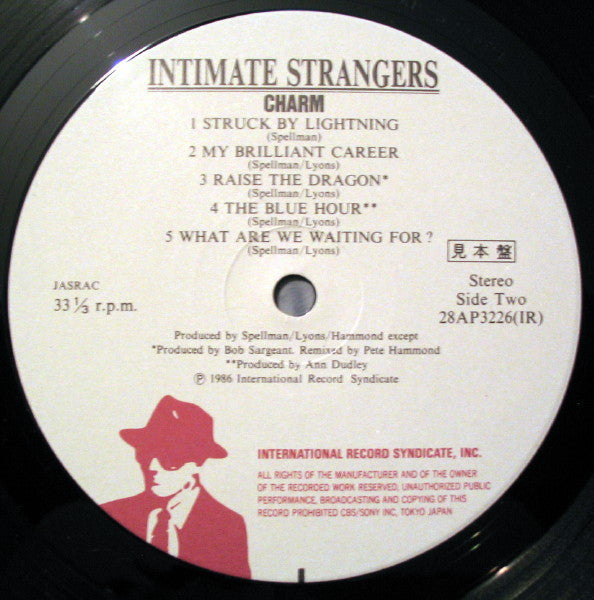 INTIMATE STRANGERS
CHARM
1 STRUCK BY LIGHTNING
(Spellman)
2 MY BRILLIANT CAREER
(Spellman/Lyons)
3 RAISE THE DRAGON*
(Spellman/Lyons)
4 THE BLUE HOUR**
(Spellman/Lyons)
5 WHAT ARE WE WAITING FOR?
(Spellman/Lyons)
見本盤
JASRAC
33 1/3 r.p.m.
Stereo
Side Two
28AP3226(IR)
Produced by Spellman/Lyons/Hammond except
*Produced by Bob Sargeant. Remixed by Pete Hammond
**Produced by Ann Dudley
Ⓟ 1986 International Record Syndicate
INTERNATIONAL RECORD SYNDICATE, INC.
ALL RIGHTS OF THE MANUFACTURER AND OF THE OWNER
OF THE RECORDED WORK RESERVED, UNAUTHORIZED PUBLIC
PERFORMANCE, BROADCASTING AND COPYING OF THIS
RECORD PROHIBITED CBS/SONY INC, TOKYO JAPAN